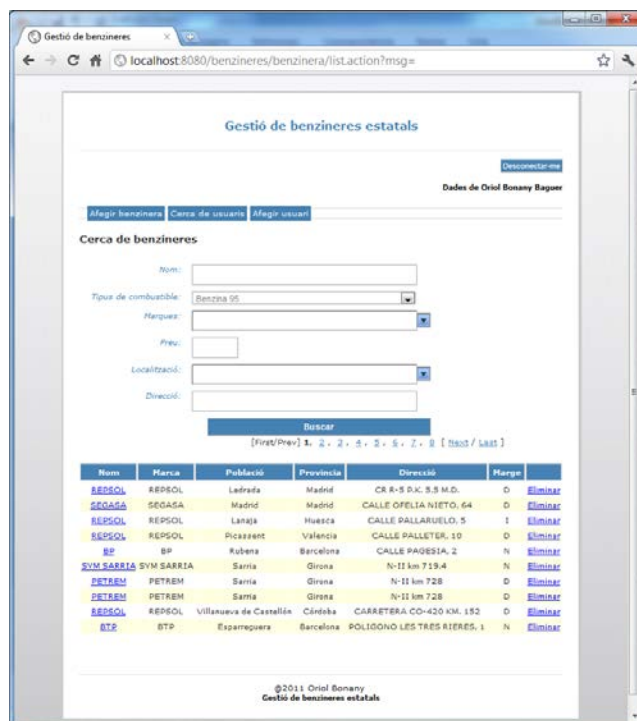 Gestió de benzineres
localhost:8080/benzineres/benzinera/list.action?msg=
Gestió de benzineres estatals
Desconectar-me
Dades de Oriol Bonany Baguer
Afegir benzinera Cerca de usuaris Afegir usuari
Cerca de benzineres
Nom:
Tipus de combustible: Benzina 95
Marques:
Preu:
Localització:
Direcció:
Buscar
[First/Prev] 1, 2, 3, 4, 5, 6, 7, 8 [ Next / Last ]
Nom Marca Població Provincia Direcció Marge
REPSOL REPSOL Ledrada Madrid CR R-5 P.K. 5.5 M.D. D Eliminar
SEGASA SEGASA Madrid Madrid CALLE OFELIA NIETO, 64 D Eliminar
REPSOL REPSOL Lanaja Huesca CALLE PALLARUELO, 5 I Eliminar
REPSOL REPSOL Picassent Valencia CALLE PALLETER, 10 D Eliminar
BP BP Rubena Barcelona CALLE PAGESIA, 2 N Eliminar
SYM SARRIA SYM SARRIA Sarria Girona N-II km 719.4 N Eliminar
PETREM PETREM Sarria Girona N-II km 728 D Eliminar
PETREM PETREM Sarria Girona N-II km 728 D Eliminar
REPSOL REPSOL Villanueva de Castellón Córdoba CARRETERA CO-420 KM. 152 D Eliminar
BTP BTP Esparreguera Barcelona POLIGONO LES TRES RIERES, 1 N Eliminar
@2011 Oriol Bonany
Gestió de benzineres estatals